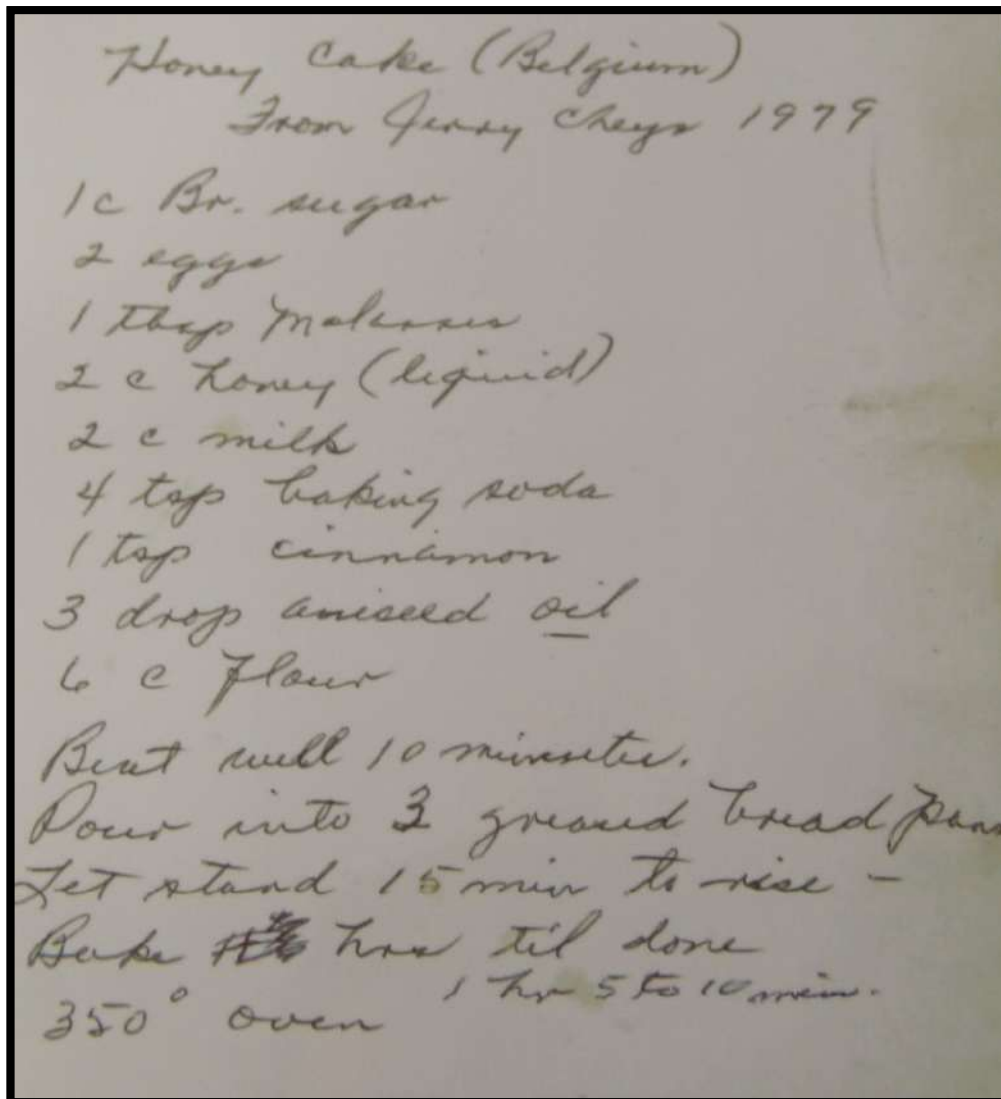 Honey Cake (Belgium)
From Jerry Cheys 1979
1 c Br. sugar
2 eggs
1 tbsp Molasses
2 c honey (liquid)
2 c milk
4 tsp baking soda
1 tsp cinnamon
3 drop aniseed oil
6 c Flour
Beat well 10 minutes.
Pour into 3 greased bread pans
Let stand 15 min to rise -
Bake hrs til done
1 hr 5 to 10 min.
350° oven